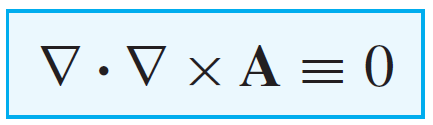 ∇ · ∇ × A ≡ 0